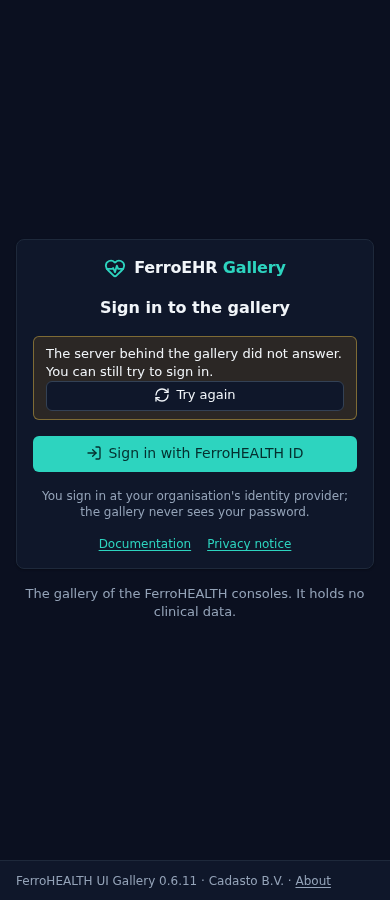 FerroEHR Gallery
Sign in to the gallery
The server behind the gallery did not answer.
You can still try to sign in.
Try again
Sign in with FerroHEALTH ID
You sign in at your organisation's identity provider;
the gallery never sees your password.
Documentation Privacy notice
The gallery of the FerroHEALTH consoles. It holds no
clinical data.
FerroHEALTH UI Gallery 0.6.11 · Cadasto B.V. · About